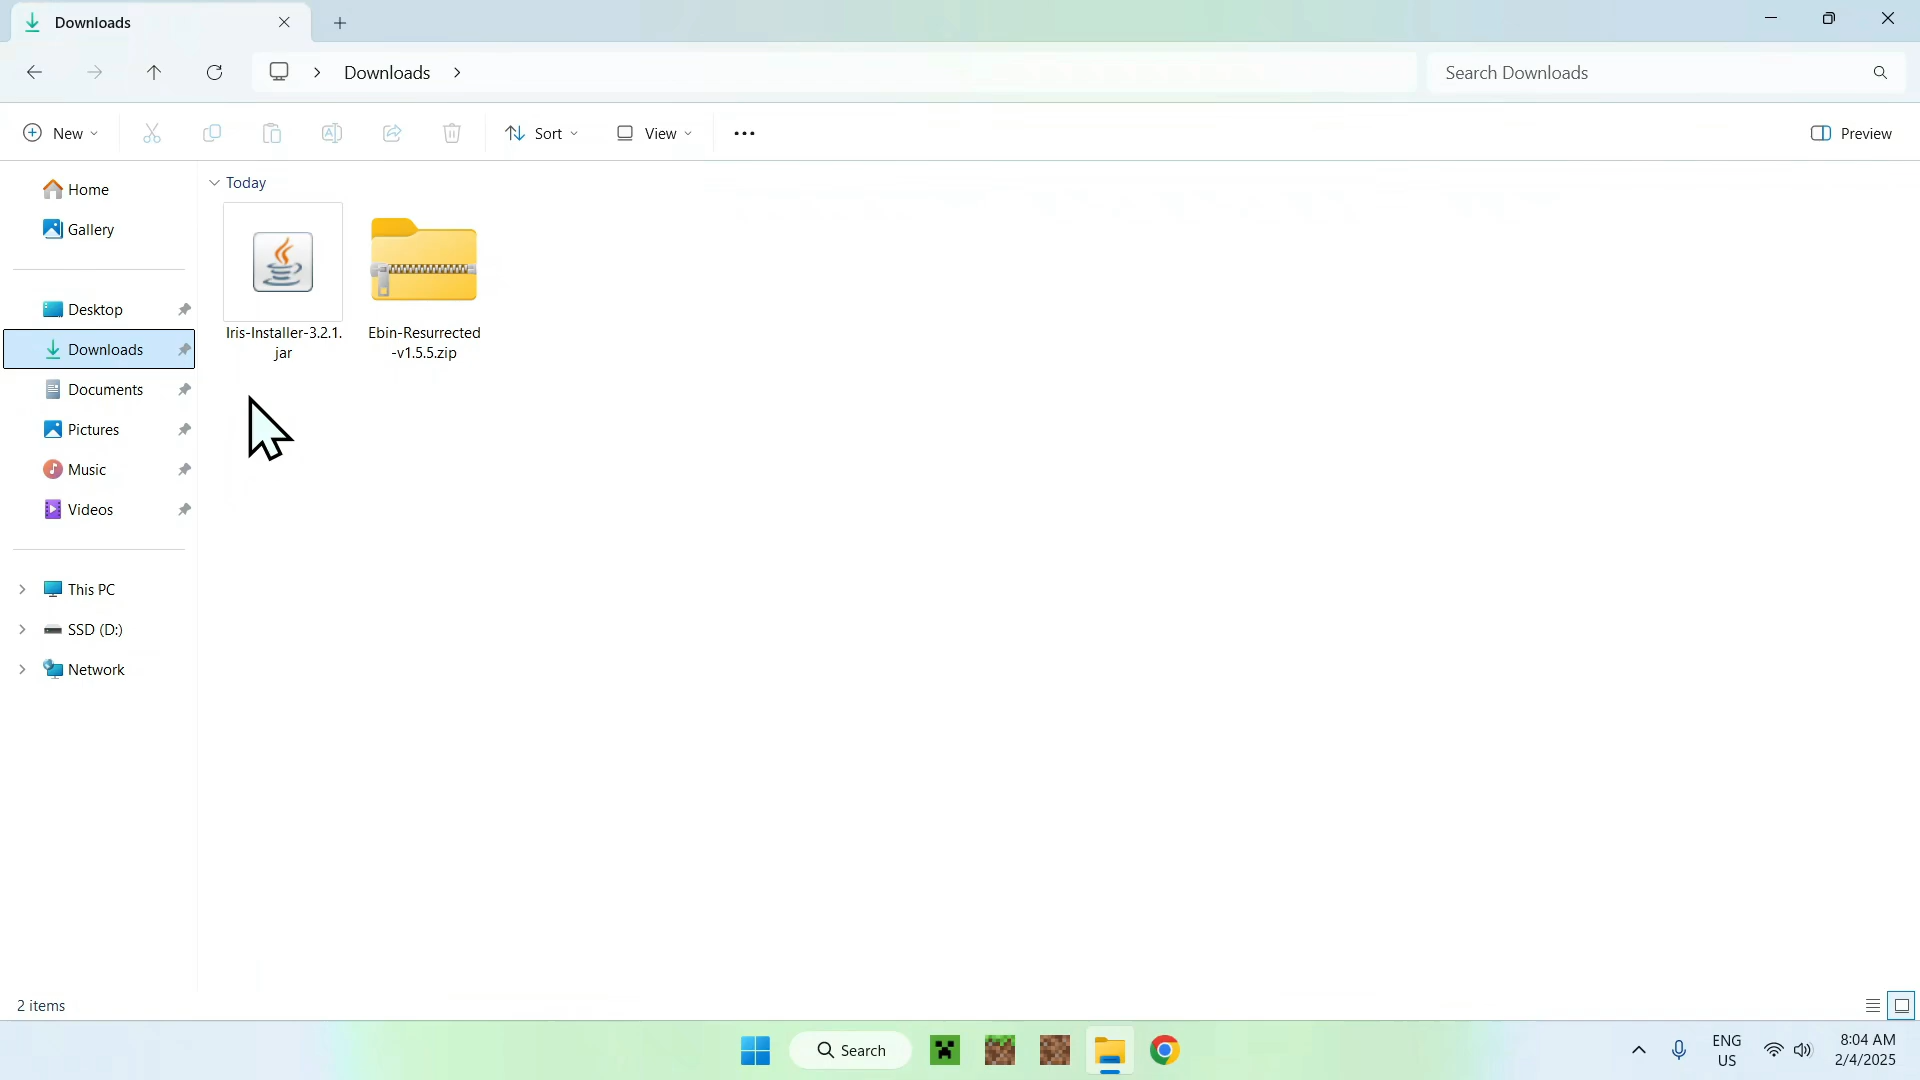 Downloads
Downloads
Search Downloads
New
Sort
View
Preview
Home
Gallery
Desktop
Downloads
Documents
Pictures
Music
Videos
This PC
SSD (D:)
Network
Today
Iris-Installer-3.2.1.
jar
Ebin-Resurrected
-v1.5.5.zip
2 items
Search
ENG
US
8:04 AM
2/4/2025